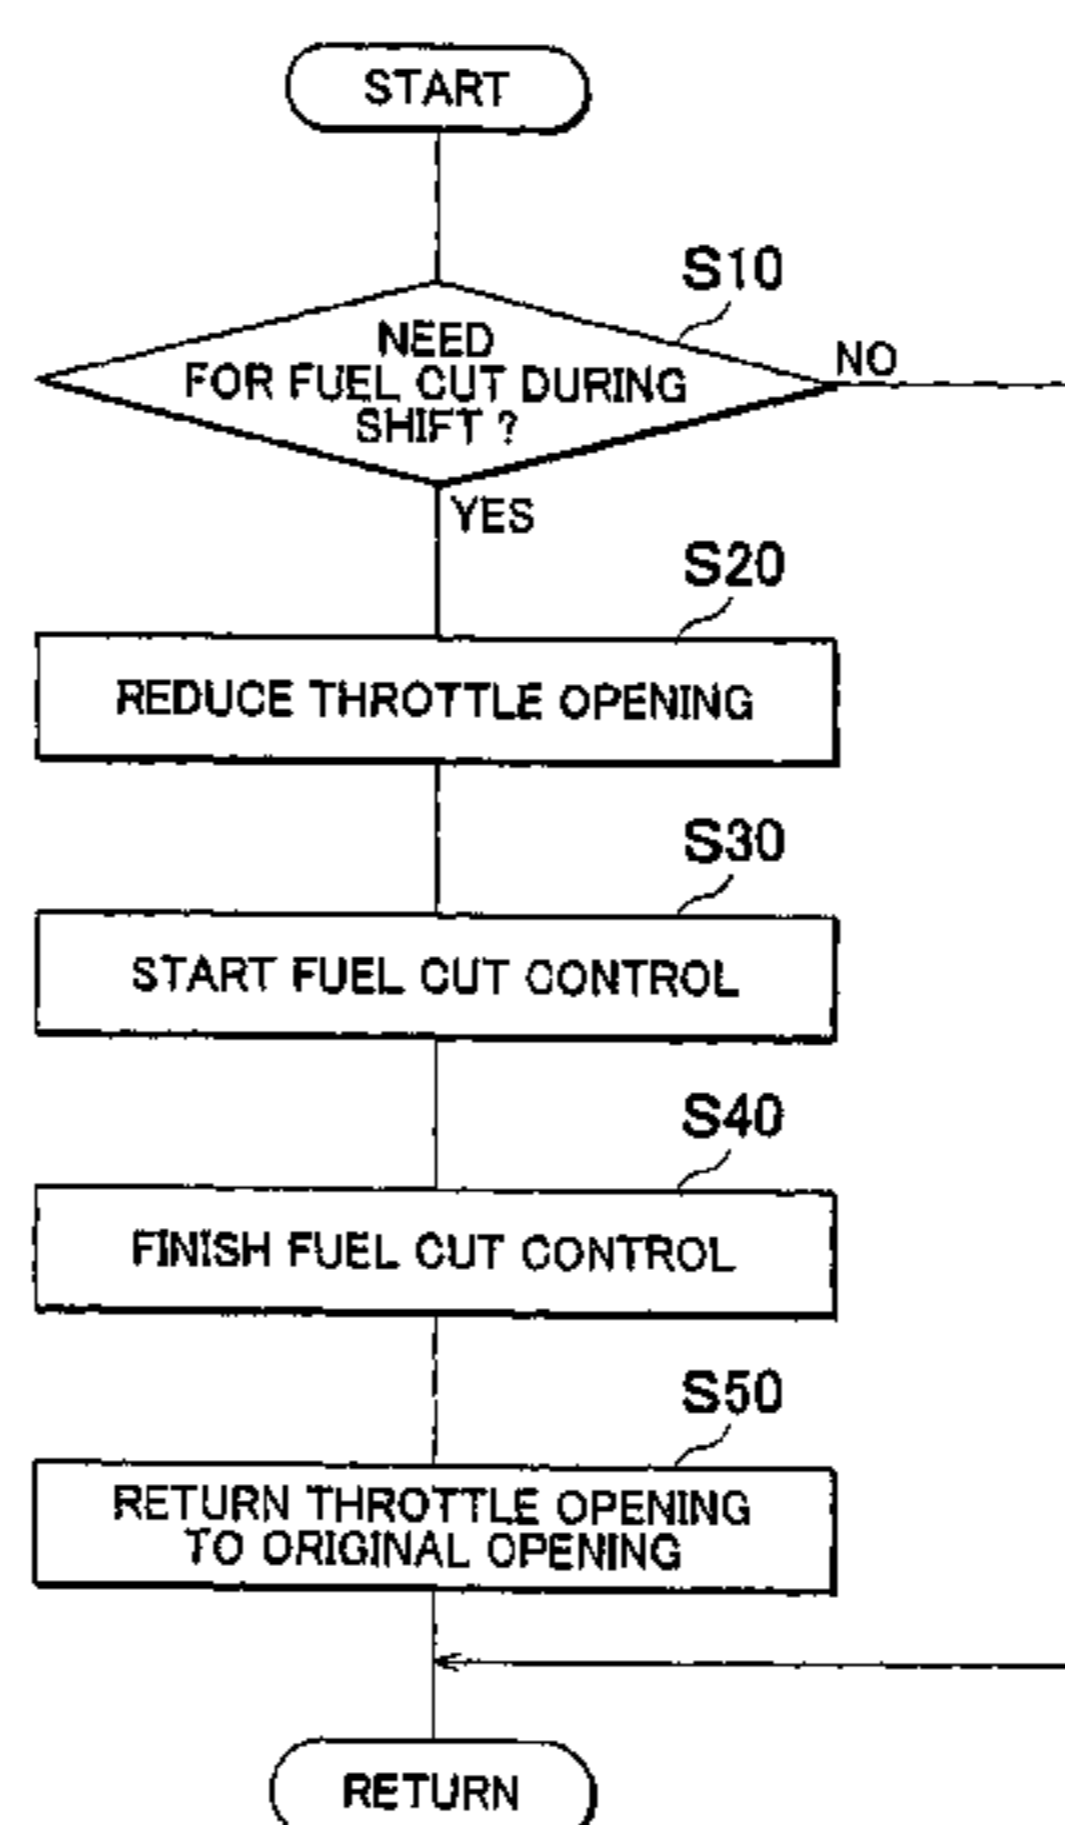 START
S10
NEED
FOR FUEL CUT DURING
SHIFT ?
NO
YES
S20
REDUCE THROTTLE OPENING
S30
START FUEL CUT CONTROL
S40
FINISH FUEL CUT CONTROL
S50
RETURN THROTTLE OPENING
TO ORIGINAL OPENING
RETURN